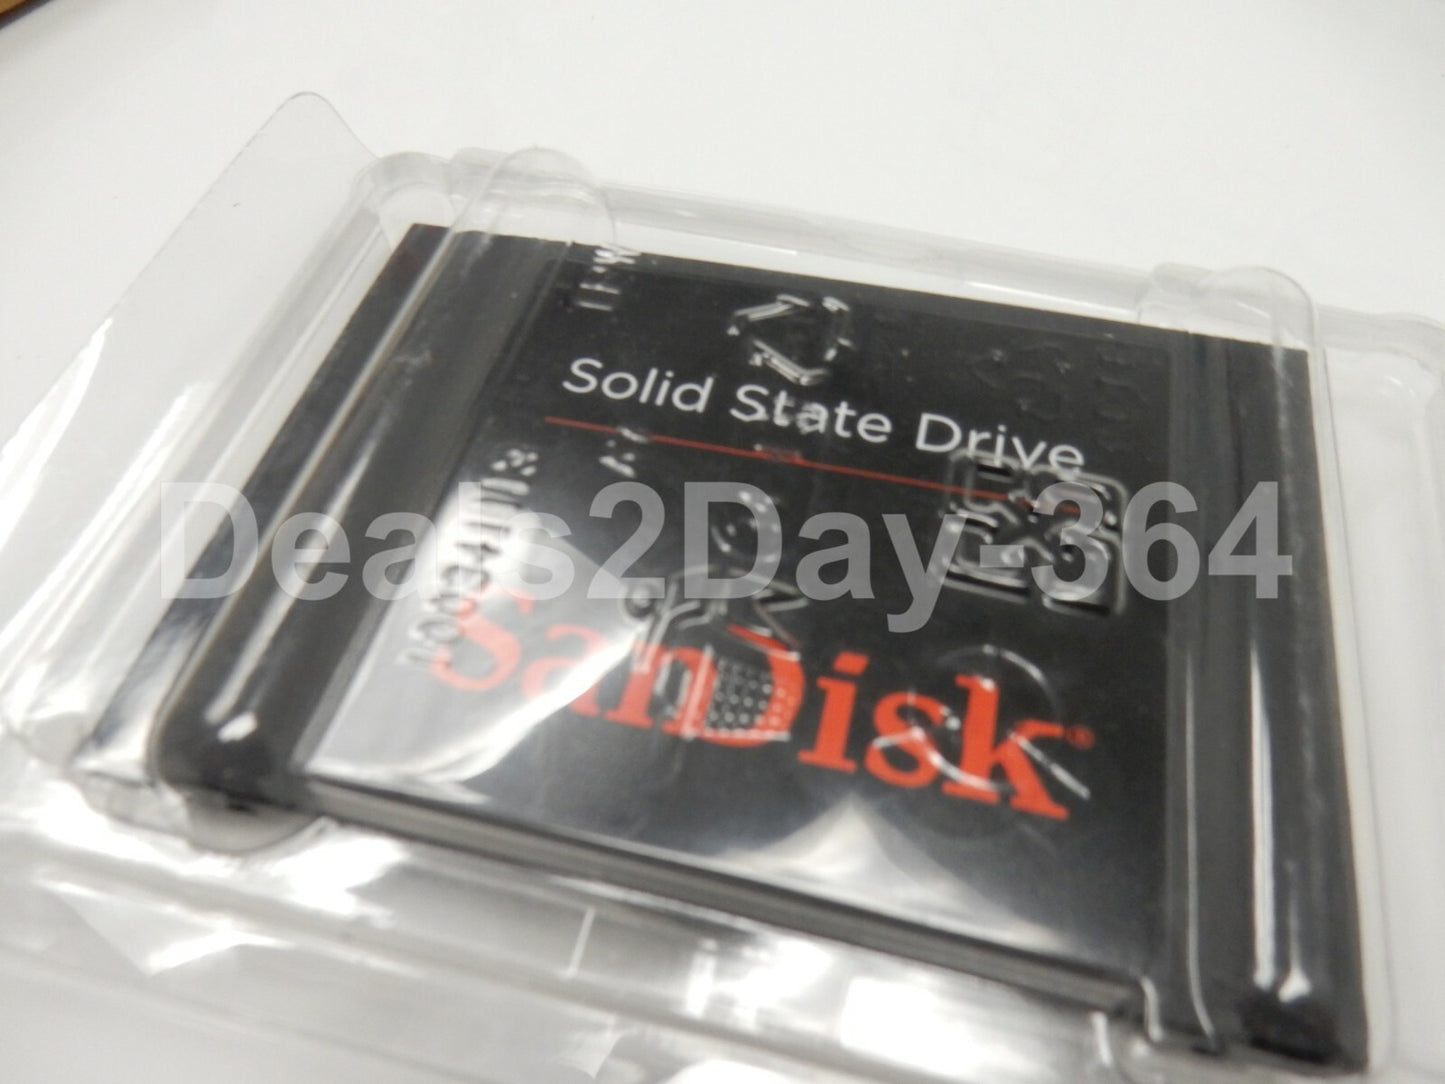 Solid State Drive
Deals2Day-364
SanDisk®